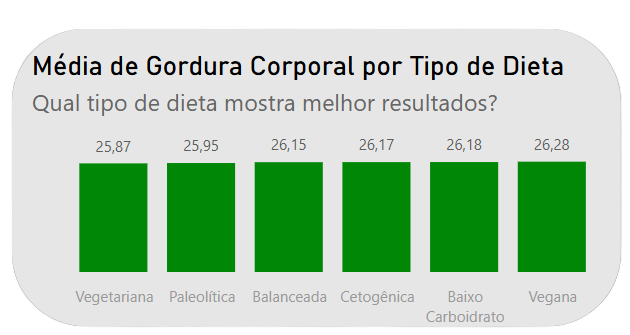 Média de Gordura Corporal por Tipo de Dieta
Qual tipo de dieta mostra melhor resultados?
25,87 25,95 26,15 26,17 26,18 26,28
Vegetariana Paleolítica Balanceada Cetogênica Baixo Vegana
Carboidrato